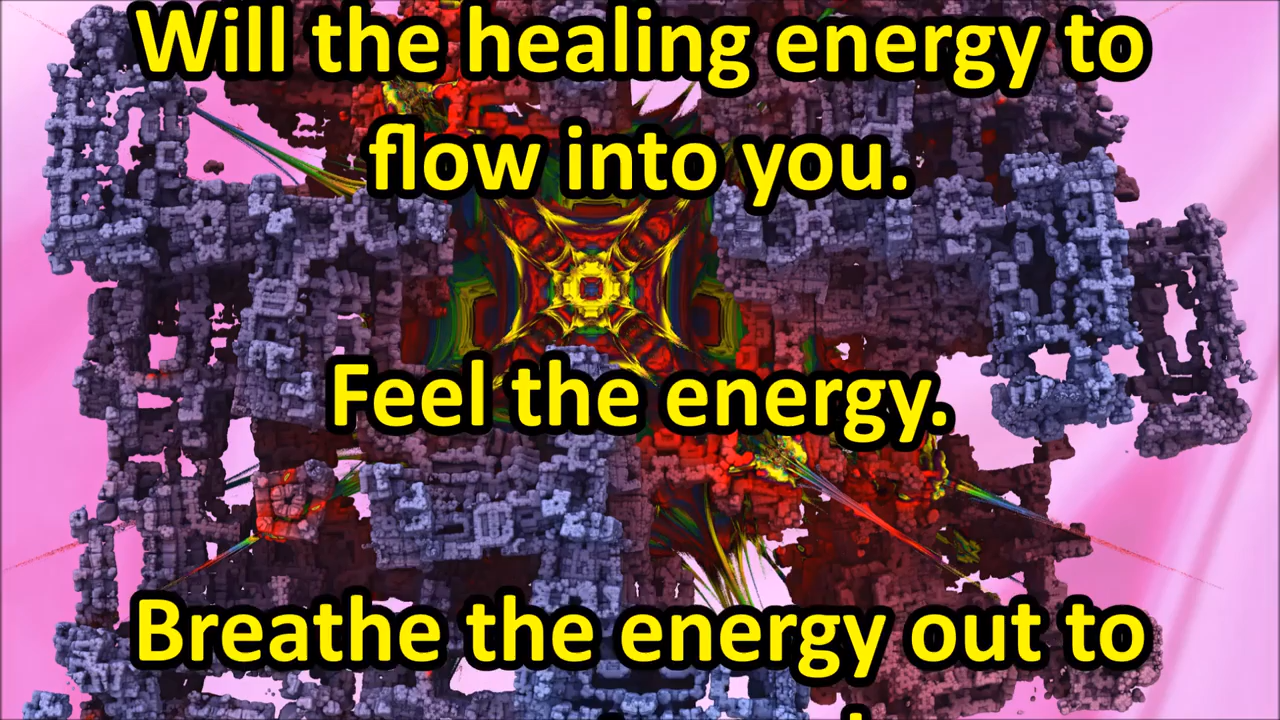 Will the healing energy to
flow into you.
Feel the energy.
Breathe the energy out to